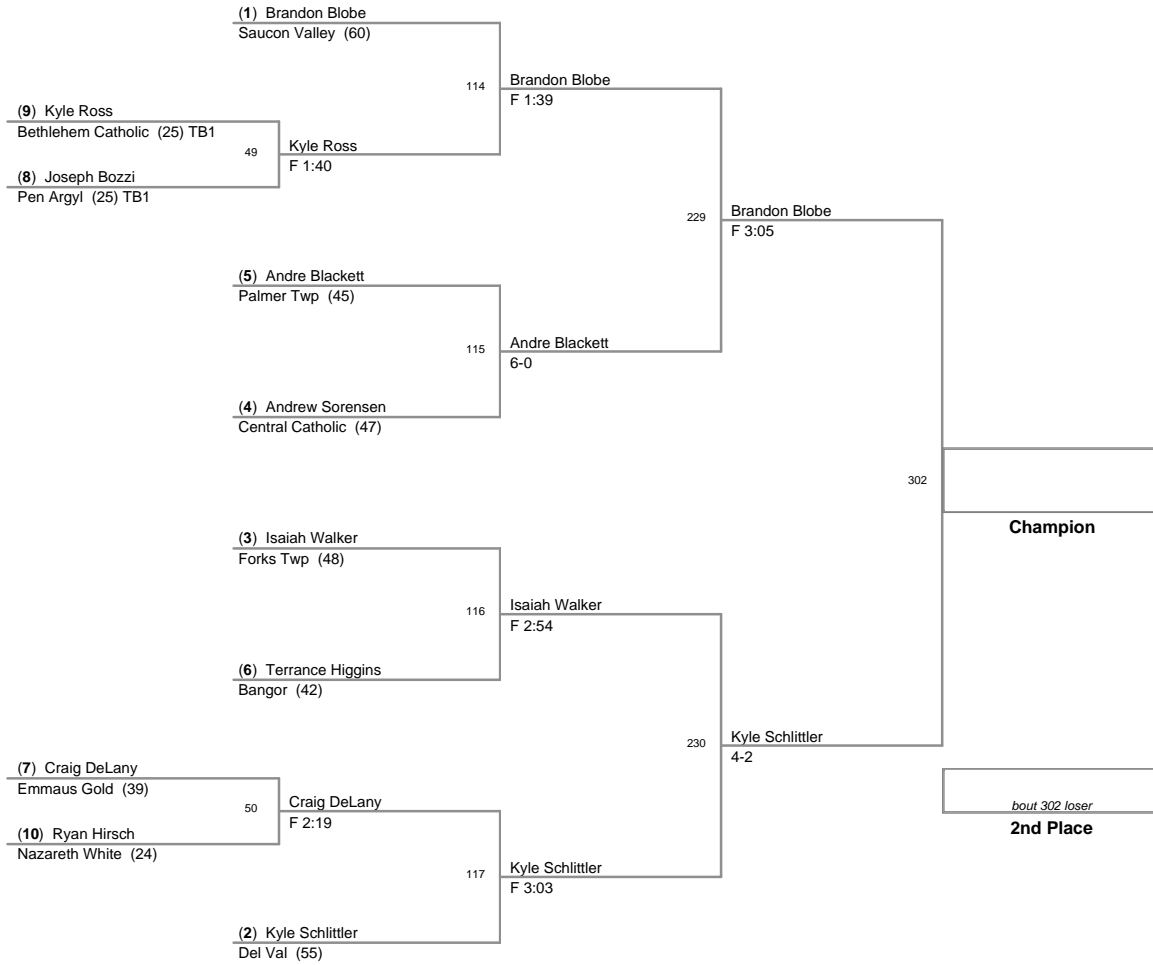 (1) Brandon Blobe
Saucon Valley (60)
114
Brandon Blobe
F 1:39
(9) Kyle Ross
Bethlehem Catholic (25) TB1
49
Kyle Ross
F 1:40
(8) Joseph Bozzi
Pen Argyl (25) TB1
229
Brandon Blobe
F 3:05
(5) Andre Blackett
Palmer Twp (45)
115
Andre Blackett
6-0
(4) Andrew Sorensen
Central Catholic (47)
302
Champion
(3) Isaiah Walker
Forks Twp (48)
116
Isaiah Walker
F 2:54
(6) Terrance Higgins
Bangor (42)
230
Kyle Schlittler
4-2
(7) Craig DeLany
Emmaus Gold (39)
50
Craig DeLany
F 2:19
(10) Ryan Hirsch
Nazareth White (24)
bout 302 loser
2nd Place
117
Kyle Schlittler
F 3:03
(2) Kyle Schlittler
Del Val (55)